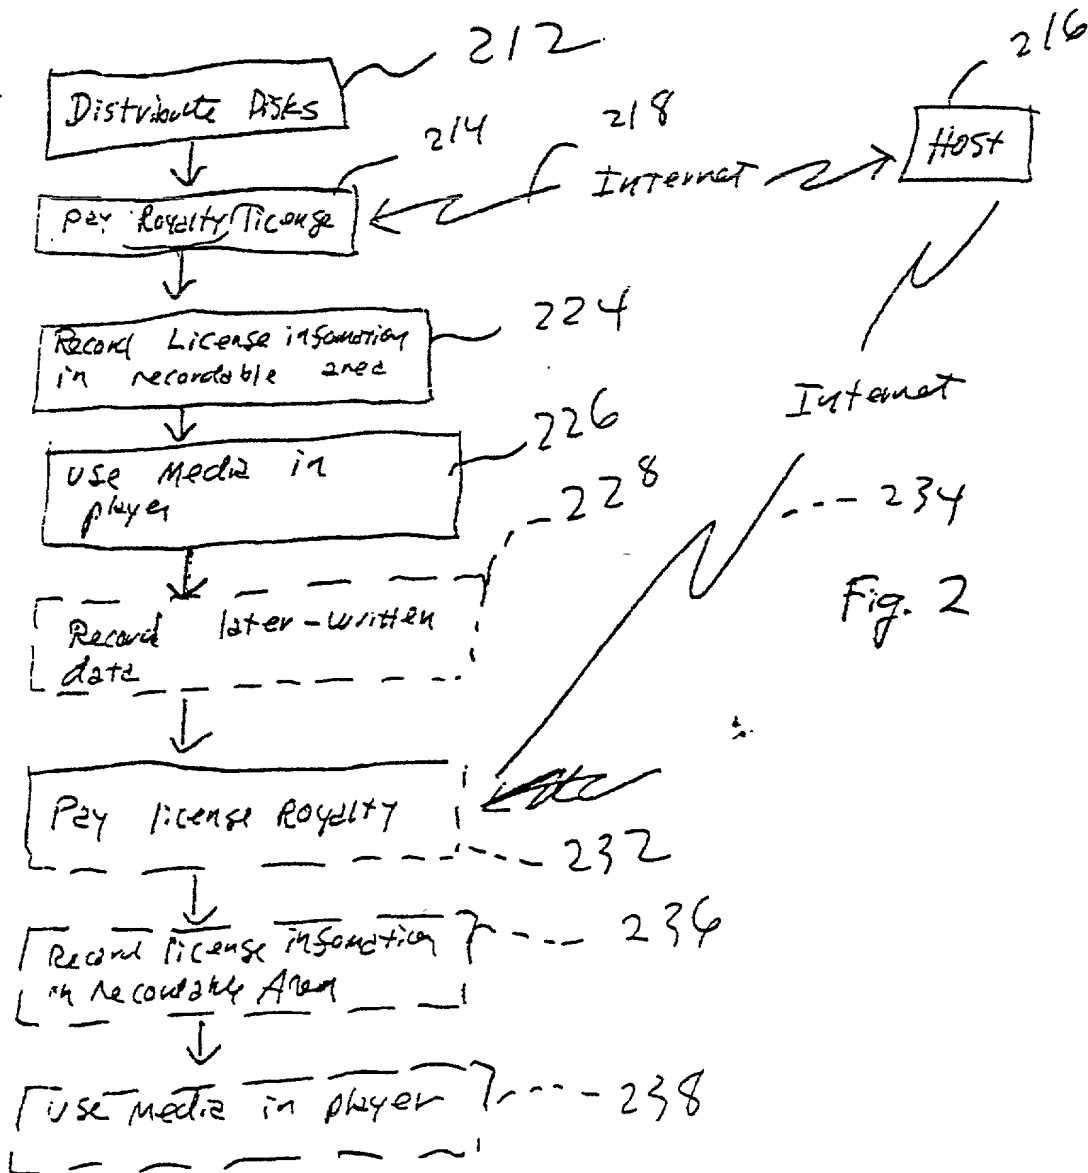 212
Distribute Disks
216
Host
214
218
Internet
Pay Royalty/License
224
Record License information
in recordable area
226
Use Media in
player
Internet
228
234
Record later-written
data
Fig. 2
Pay license Royalty
232
Record license information
in recordable Area
236
Use Media in player
238